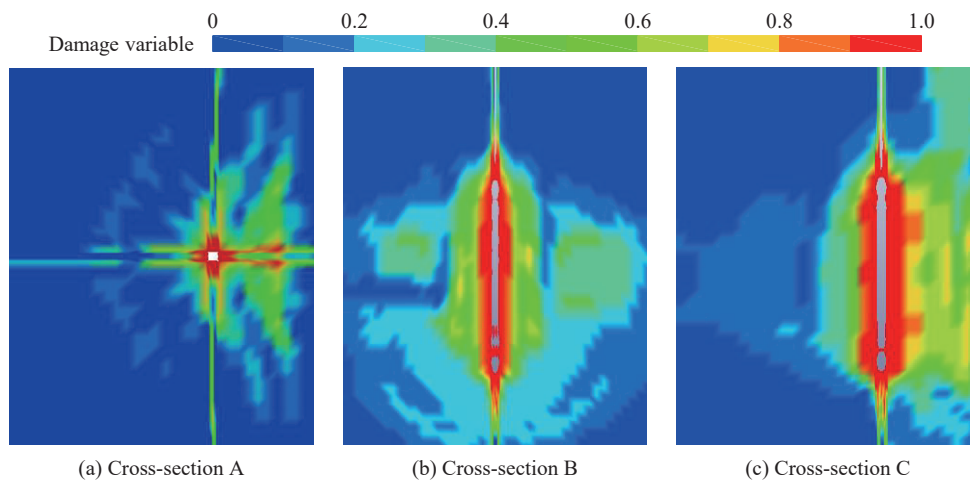 0 0.2 0.4 0.6 0.8 1.0
Damage variable
(a) Cross-section A (b) Cross-section B (c) Cross-section C